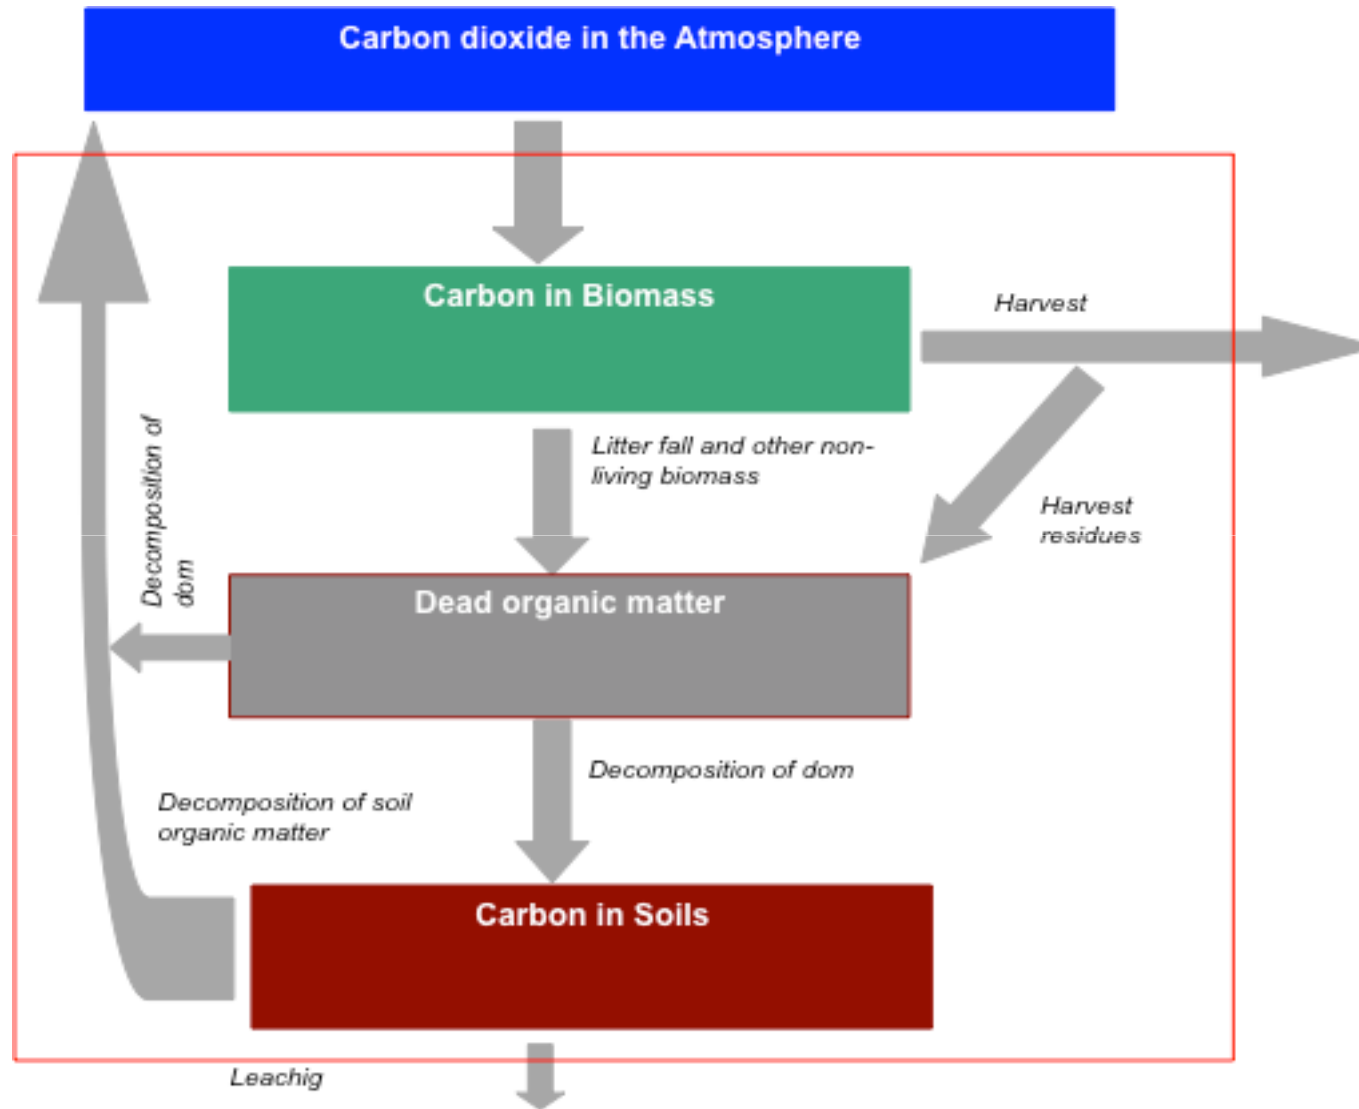 Carbon dioxide in the Atmosphere
Carbon in Biomass
Harvest
Litter fall and other non-
living biomass
Harvest
residues
Decomposition of
dom
Dead organic matter
Decomposition of dom
Decomposition of soil
organic matter
Carbon in Soils
Leachig